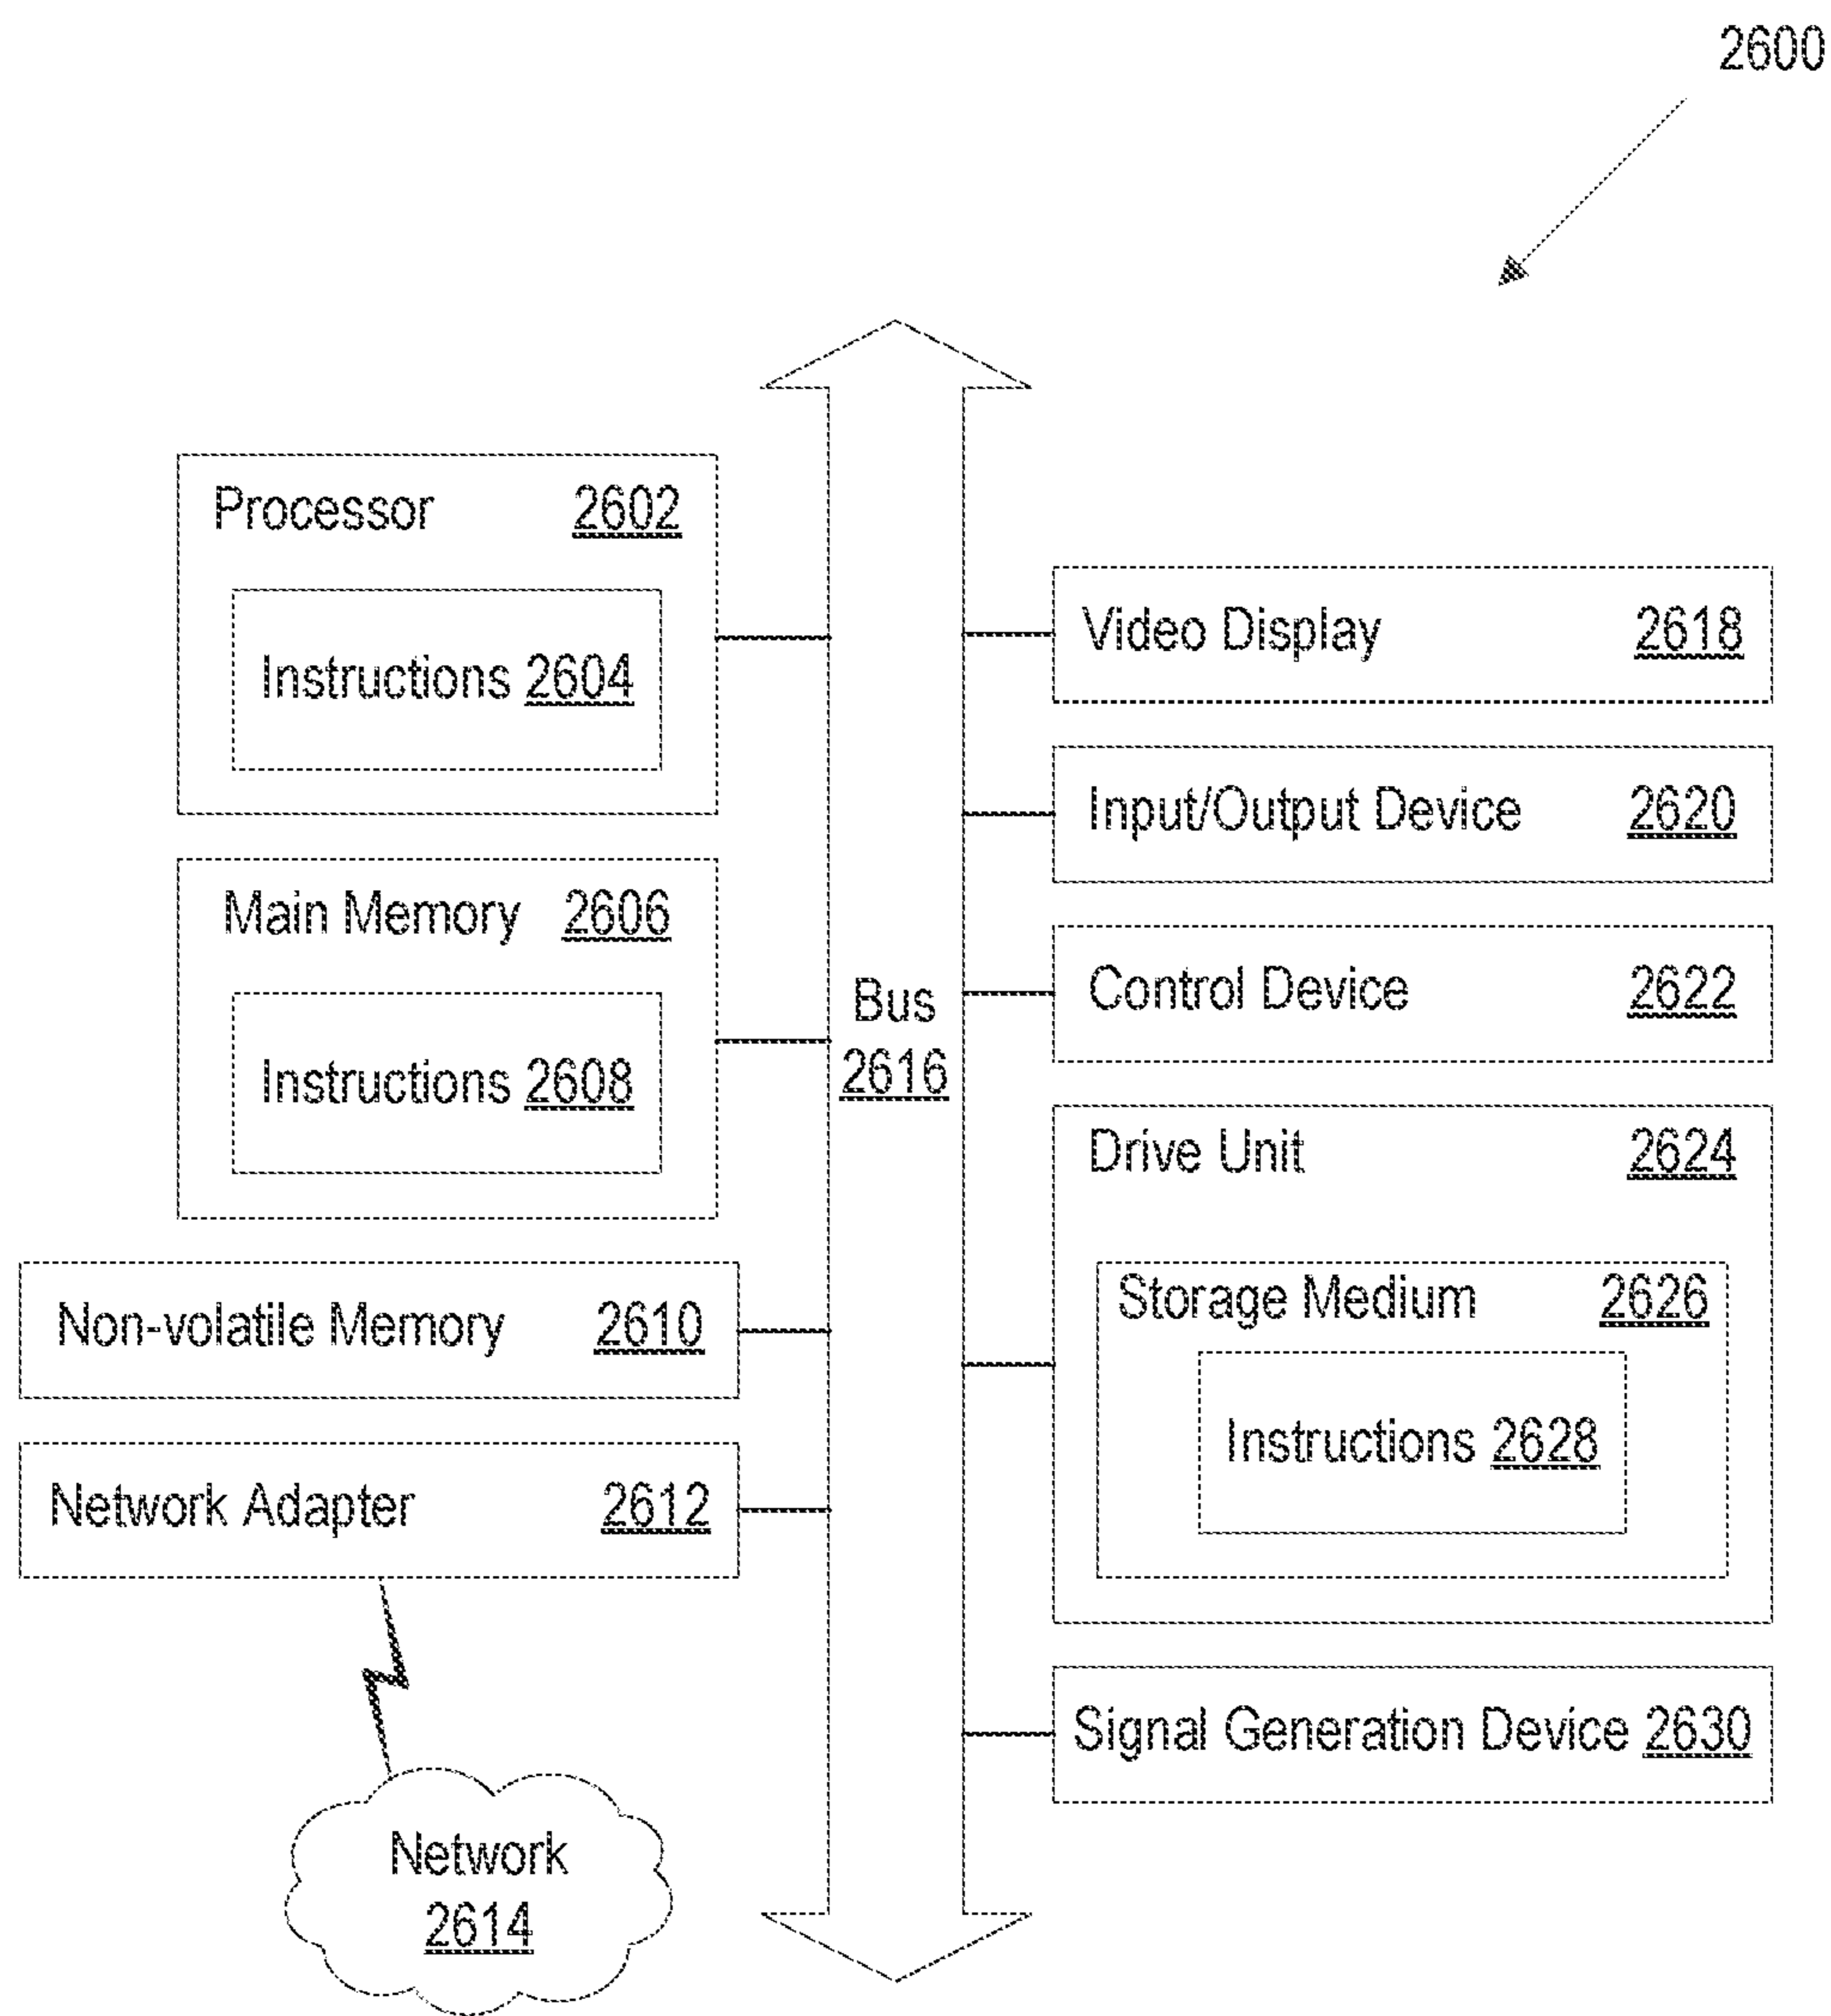 2600
Processor 2602
Instructions 2604
Main Memory 2606
Instructions 2608
Non-volatile Memory 2610
Network Adapter 2612
Network
2614
Bus
2616
Video Display 2618
Input/Output Device 2620
Control Device 2622
Drive Unit 2624
Storage Medium 2626
Instructions 2628
Signal Generation Device 2630